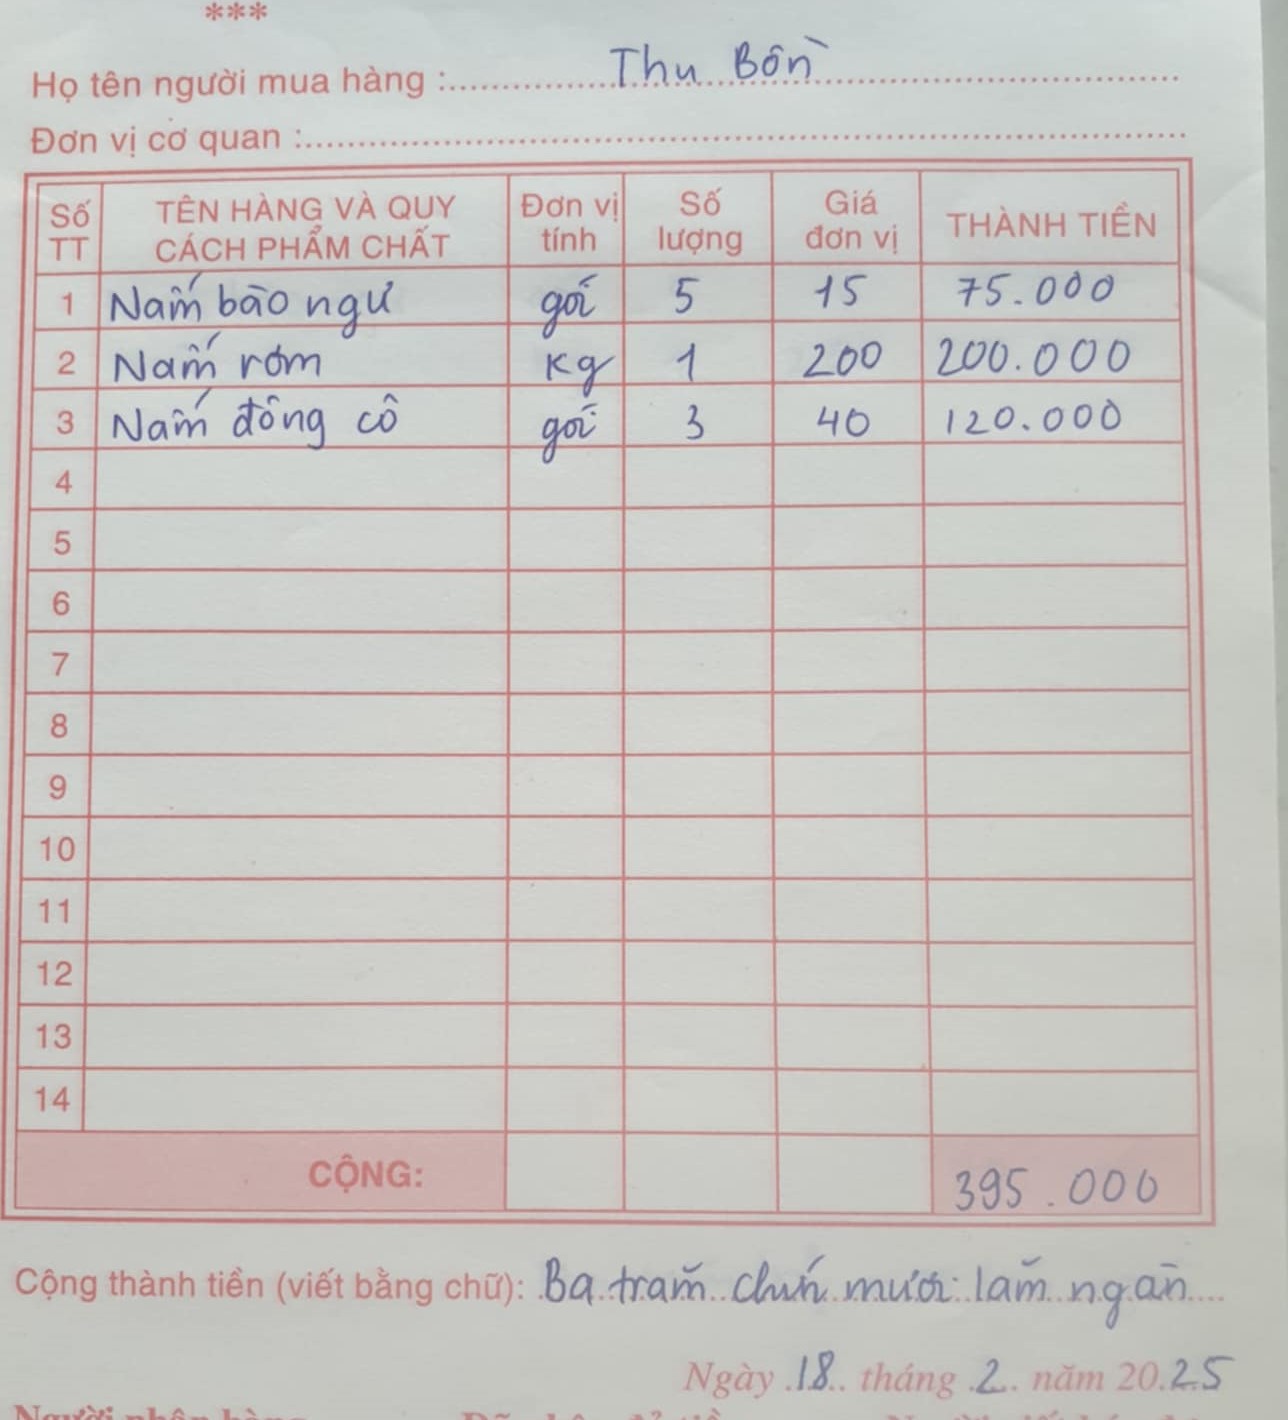 ***
Họ tên người mua hàng : Thu Bồn
Đơn vị cơ quan :
Số TT TÊN HÀNG VÀ QUY CÁCH PHẨM CHẤT Đơn vị tính Số lượng Giá đơn vị THÀNH TIỀN
1 Nấm bào ngư gói 5 15 75.000
2 Nấm rơm Kg 1 200 200.000
3 Nấm đông cô gói 3 40 120.000
4
5
6
7
8
9
10
11
12
13
14
CỘNG: 395.000
Cộng thành tiền (viết bằng chữ): Ba trăm chín mươi lăm ngàn
Ngày 18 tháng 2 năm 2025
Người nhận hàng